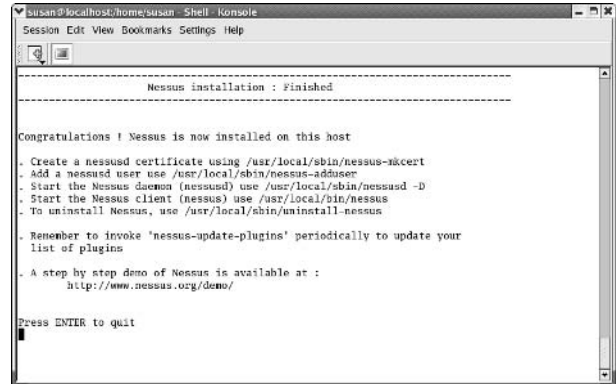 susan@localhost:/home/susan - Shell - Konsole
Session Edit View Bookmarks Settings Help
Nessus installation : Finished
Congratulations ! Nessus is now installed on this host
. Create a nessusd certificate using /usr/local/sbin/nessus-mkcert
. Add a nessusd user use /usr/local/sbin/nessus-adduser
. Start the Nessus daemon (nessusd) use /usr/local/sbin/nessusd -D
. Start the Nessus client (nessus) use /usr/local/bin/nessus
. To uninstall Nessus, use /usr/local/sbin/uninstall-nessus
. Remember to invoke 'nessus-update-plugins' periodically to update your
list of plugins
. A step by step demo of Nessus is available at :
http://www.nessus.org/demo/
Press ENTER to quit